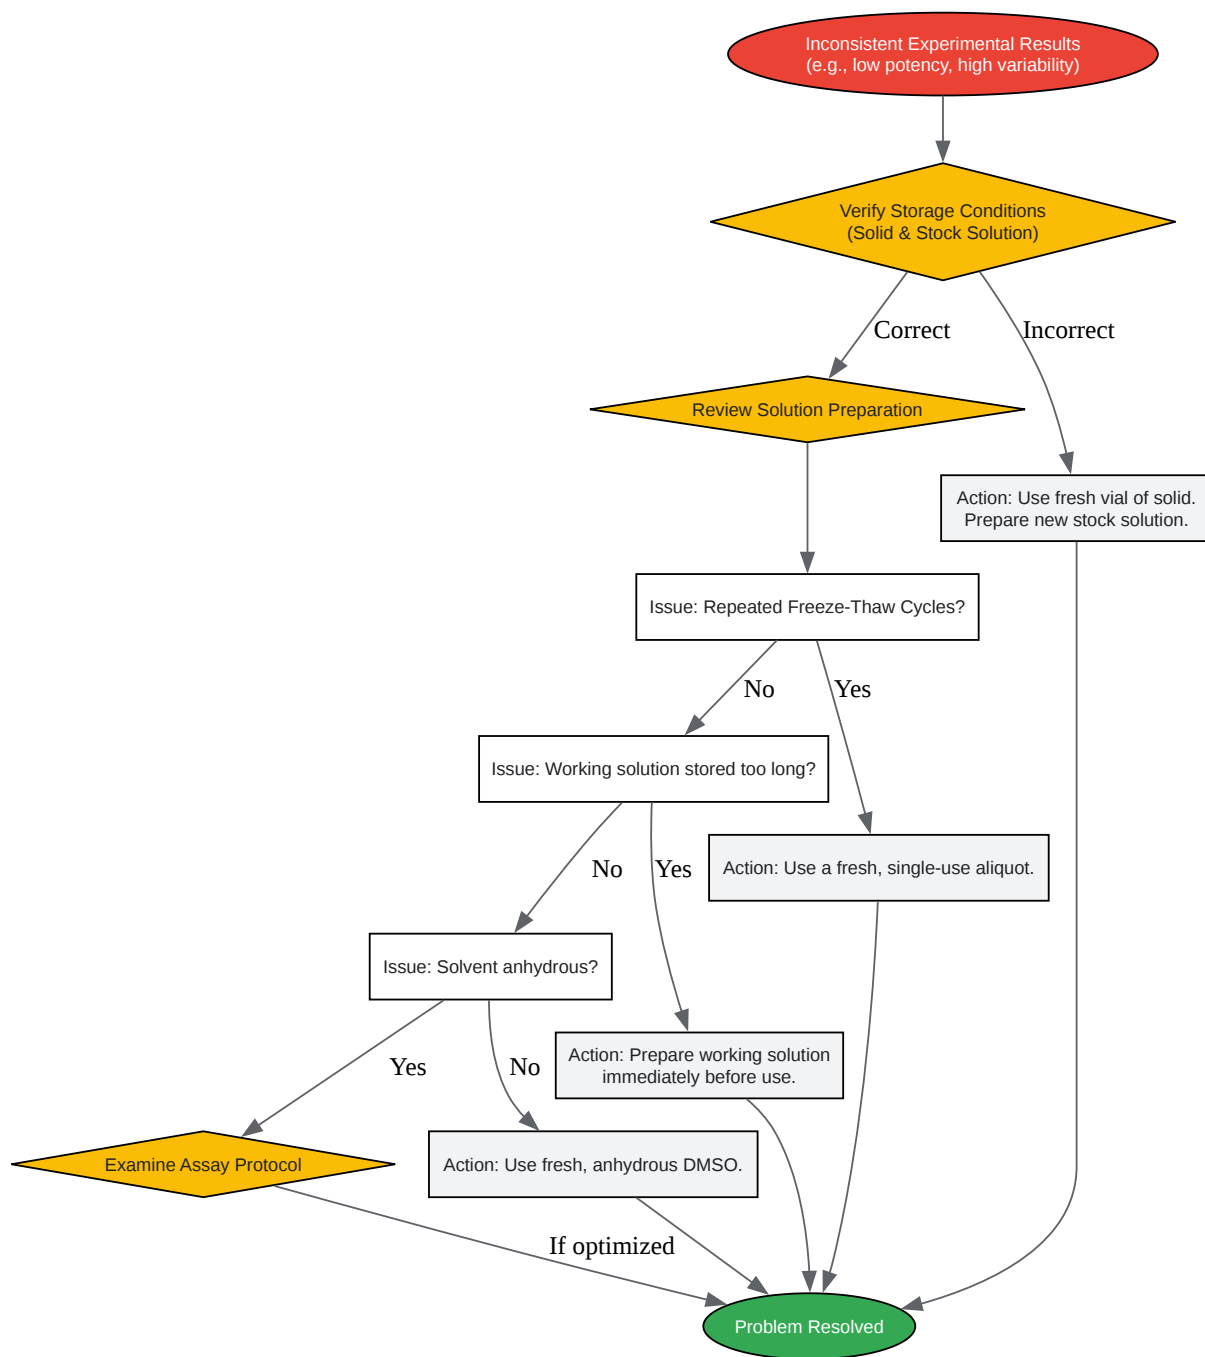 Inconsistent Experimental Results
(e.g., low potency, high variability)
Verify Storage Conditions
(Solid & Stock Solution)
Correct
Incorrect
Review Solution Preparation
Action: Use fresh vial of solid.
Prepare new stock solution.
Issue: Repeated Freeze-Thaw Cycles?
No
Yes
Issue: Working solution stored too long?
Action: Use a fresh, single-use aliquot.
No
Yes
Issue: Solvent anhydrous?
Action: Prepare working solution
immediately before use.
Yes
No
Examine Assay Protocol
Action: Use fresh, anhydrous DMSO.
If optimized
Problem Resolved